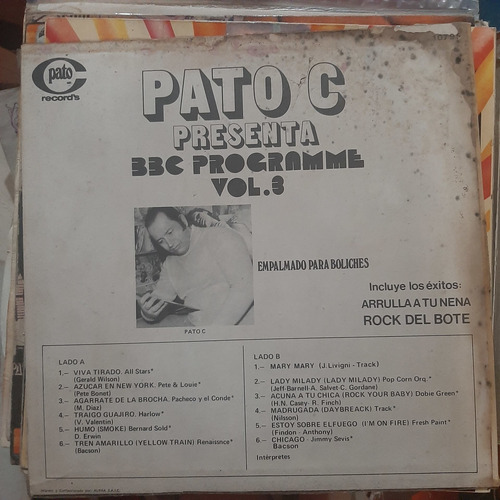 pato
record's
PATO C
PRESENTA
BBC PROGRAMME
VOL.3
EMPALMADO PARA BOLICHES
Incluye los éxitos:
ARRULLA A TU NENA
ROCK DEL BOTE
PATO C
LADO A
1.— VIVA TIRADO. All Stars*
(Gerald Wilson)
2.— AZUCAR EN NEW YORK. Pete & Louie*
(Pete Bonet)
3.— AGARRATE DE LA BROCHA. Pacheco y el Conde*
(M. Diaz)
4.— TRAIGO GUAJIRO. Harlow*
(V. Valentin)
5.— HUMO (SMOKE) Bernard Sold*
D. Erwin
6.— TREN AMARILLO (YELLOW TRAIN) Renaissnce*
(Bacson)
LADO B
1.— MARY MARY (J. Livigni - Track)
2.— LADY MILADY (LADY MILADY) Pop Corn Orq.*
(Jeff-Barnell-A. Salvet-C. Gordane)
3.— ACUNA A TU CHICA (ROCK YOUR BABY) Dobie Green*
(H.N. Casey- R. Finch)
4.— MADRUGADA (DAYBREACK) Track*
(Nilsson)
5.— ESTOY SOBRE ELFUEGO (I'M ON FIRE) Fresh Paint*
(Findon - Anthony)
6.— CHICAGO - Jimmy Sevis*
Bacson
Intérpretes